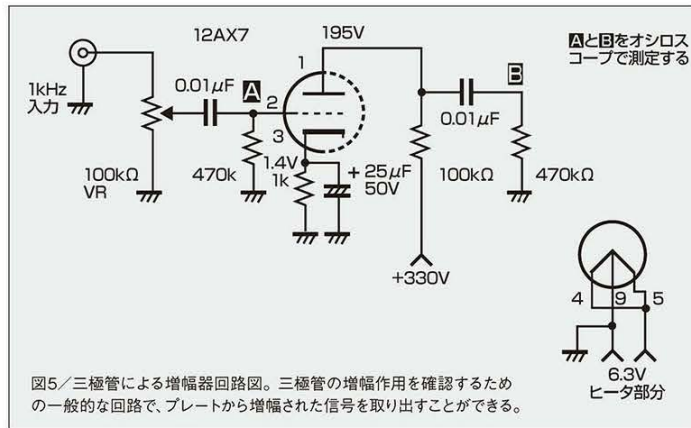 12AX7
195V
AとBをオシロス
コープで測定する
1
B
1kHz
入力
0.01μF
A
2
0.01μF
3
1.4V
100kΩ
VR
470k
1k
+ 25μF
50V
100kΩ
470kΩ
+330V
4
9
5
6.3V
ヒータ部分
図5／三極管による増幅器回路図。三極管の増幅作用を確認するため
の一般的な回路で、プレートから増幅された信号を取り出すことができる。